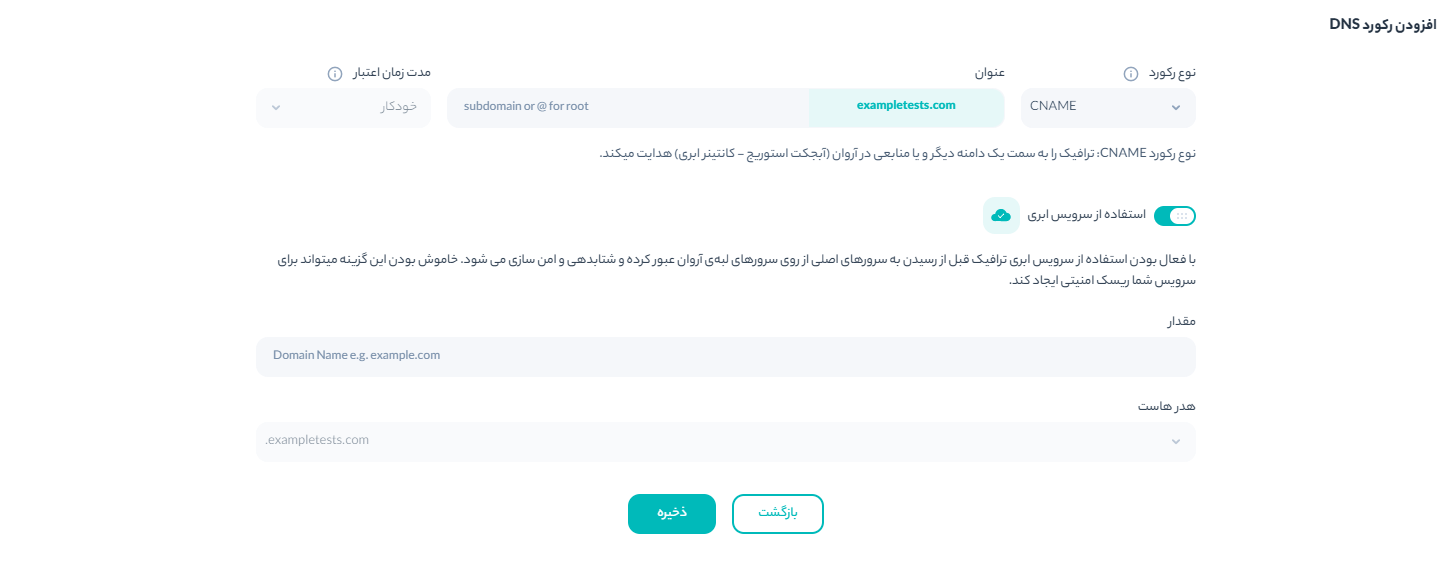 افزودن رکورد DNS
نوع رکورد
عنوان
مدت زمان اعتبار
CNAME
exampletests.com
subdomain or @ for root
خودکار
نوع رکورد CNAME: ترافیک را به سمت یک دامنه دیگر و یا منابعی در آروان (آبجکت استوریج – کانتینر ابری) هدایت میکند.
استفاده از سرویس ابری
با فعال بودن استفاده از سرویس ابری ترافیک قبل از رسیدن به سرورهای اصلی از روی سرورهای لبه‌ی آروان عبور کرده و شتابدهی و امن سازی می شود. خاموش بودن این گزینه میتواند برای
سرویس شما ریسک امنیتی ایجاد کند.
مقدار
Domain Name e.g. example.com
هدر هاست
.exampletests.com
بازگشت
ذخیره